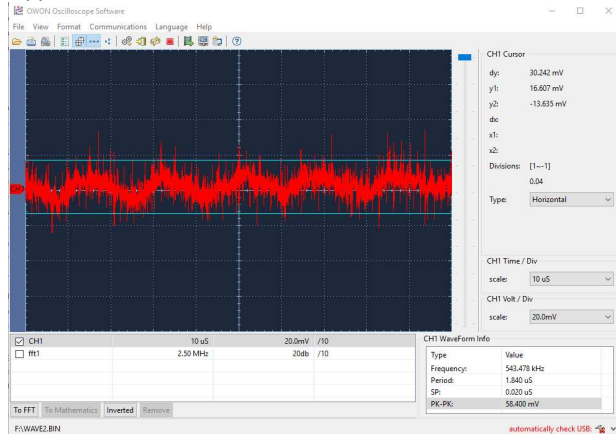 OWON Oscilloscope Software
File View Format Communications Language Help
CH1 Cursor
dy: 30.242 mV
y1: 16.607 mV
y2: -13.635 mV
dx:
x1:
x2:
Divisions: [1~-1]
0.04
Type: Horizontal
CH1
CH1 Time / Div
scale: 10 uS
CH1 Volt / Div
scale: 20.0mV
CH1 10 uS 20.0mV /10
fft1 2.50 MHz 20db /10
CH1 WaveForm Info
Type Value
Frequency: 543.478 kHz
Period: 1.840 uS
SP: 0.020 uS
PK-PK: 58.400 mV
To FFT To Mathematics Inverted Remove
F:\WAVE2.BIN
automatically check USB: